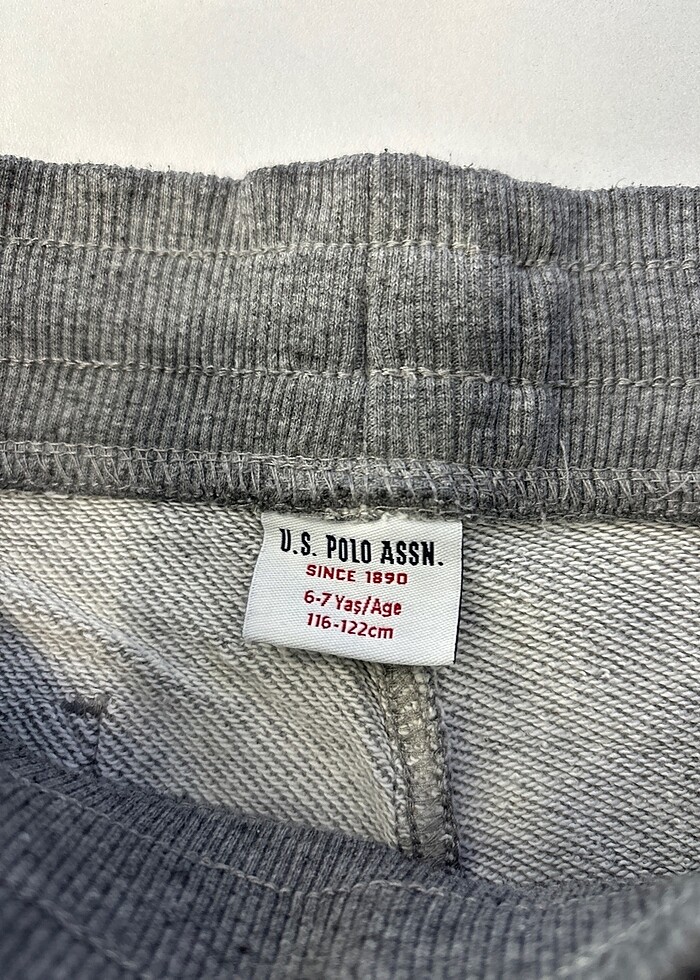 U.S. POLO ASSN.
SINCE 1890
6-7 Yaş/Age
116-122cm